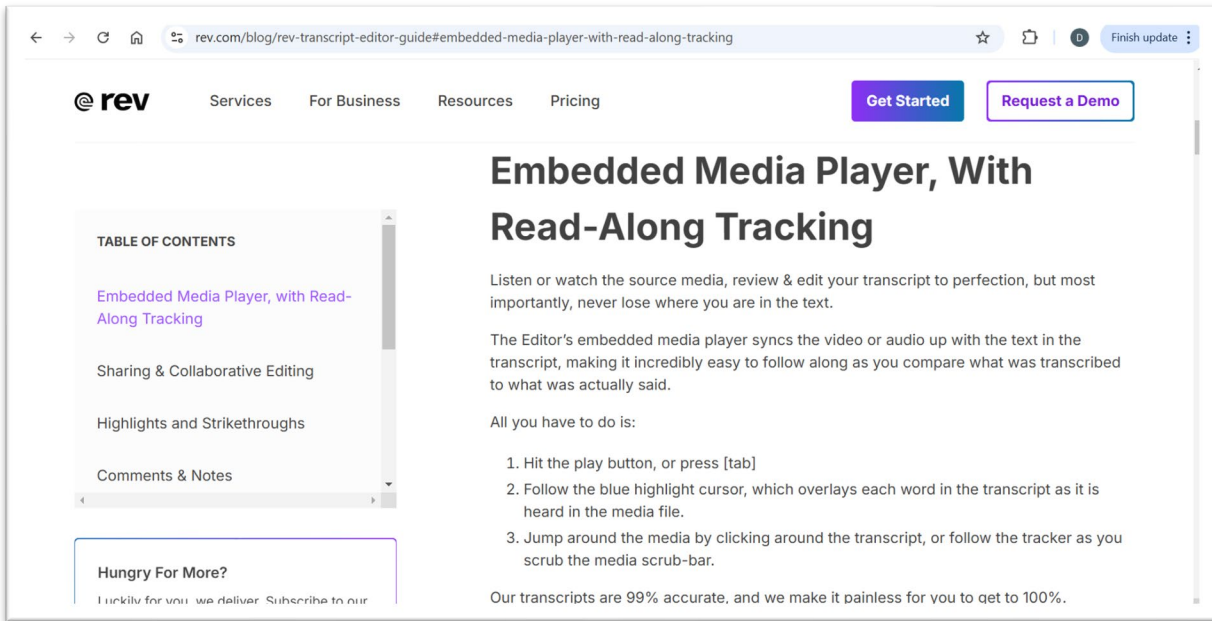 rev.com/blog/rev-transcript-editor-guide#embedded-media-player-with-read-along-tracking
D
Finish update
rev
Services
For Business
Resources
Pricing
Get Started
Request a Demo
TABLE OF CONTENTS
Embedded Media Player, with Read-
Along Tracking
Sharing & Collaborative Editing
Highlights and Strikethroughs
Comments & Notes
Hungry For More?
Luckily for you, we deliver. Subscribe to our
Embedded Media Player, With
Read-Along Tracking
Listen or watch the source media, review & edit your transcript to perfection, but most
importantly, never lose where you are in the text.
The Editor’s embedded media player syncs the video or audio up with the text in the
transcript, making it incredibly easy to follow along as you compare what was transcribed
to what was actually said.
All you have to do is:
1. Hit the play button, or press [tab]
2. Follow the blue highlight cursor, which overlays each word in the transcript as it is
heard in the media file.
3. Jump around the media by clicking around the transcript, or follow the tracker as you
scrub the media scrub-bar.
Our transcripts are 99% accurate, and we make it painless for you to get to 100%.